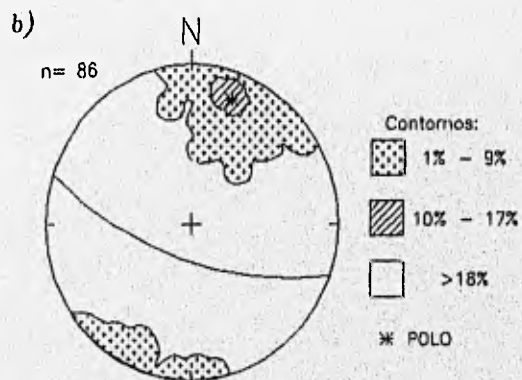 b)
N
n= 86
Contornos:
1% - 9%
10% - 17%
>18%
POLO